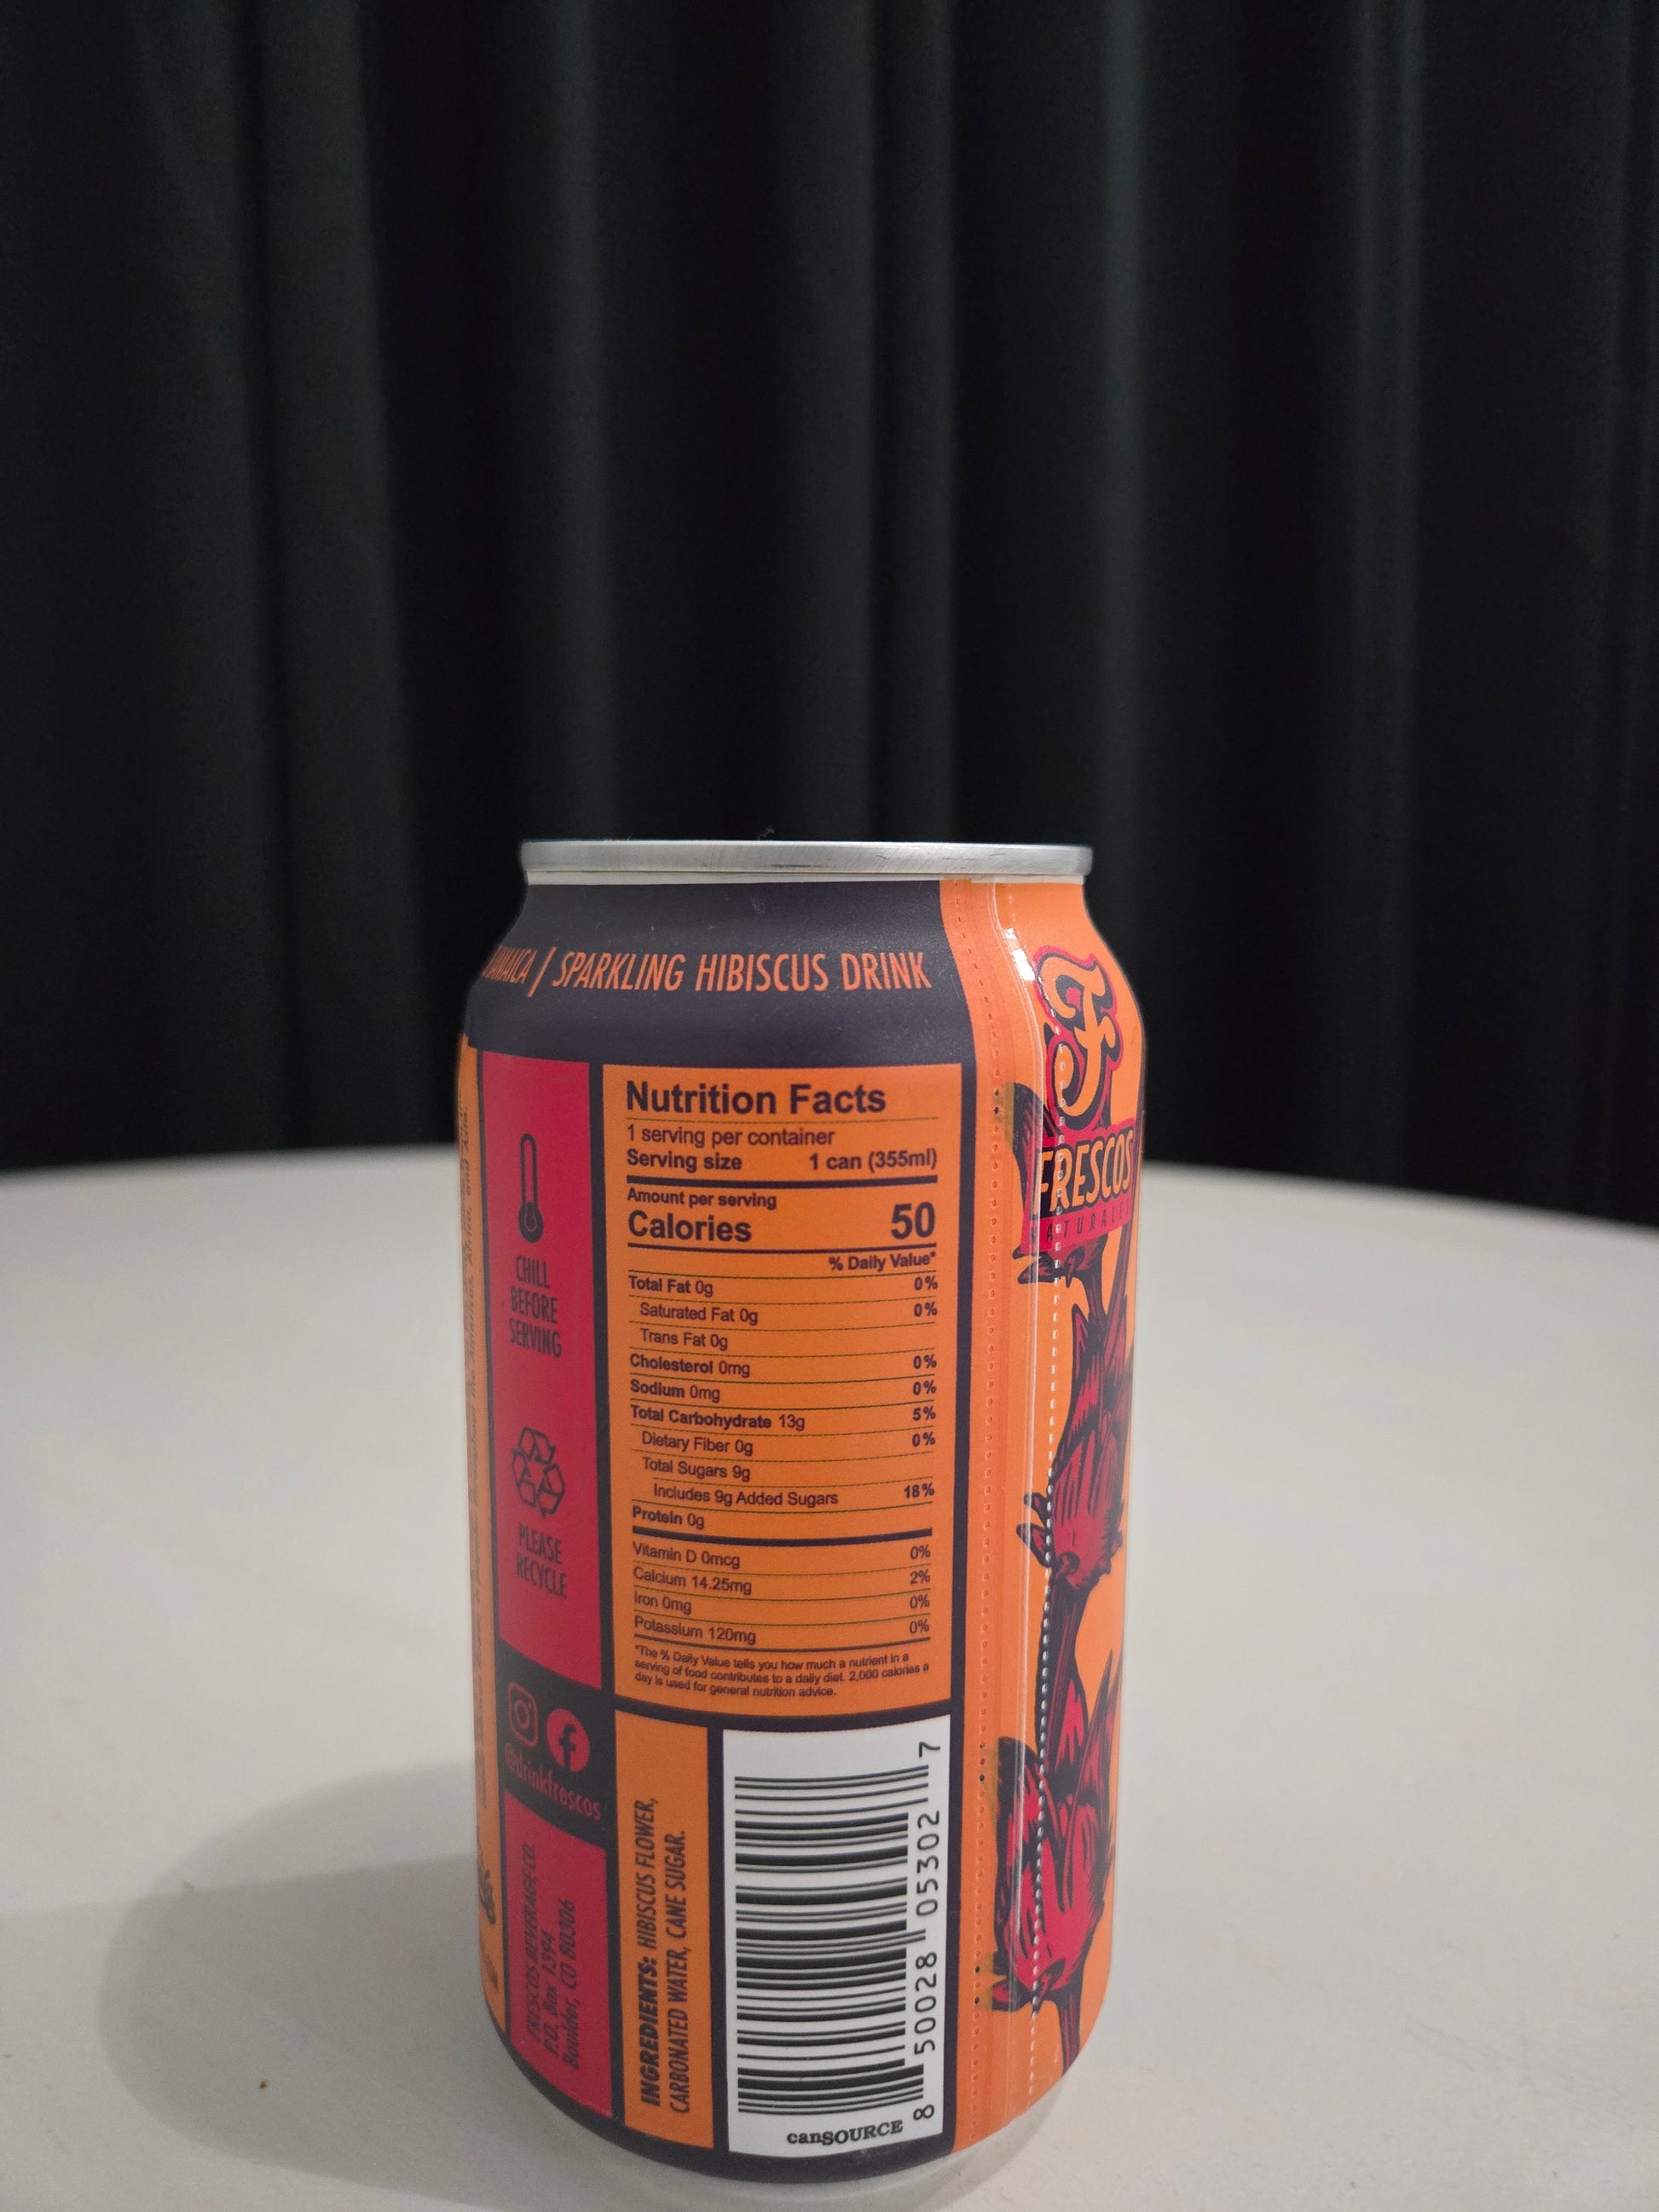 | SPARKLING HIBISCUS DRINK
CHILL
BEFORE
SERVING
PLEASE
RECYCLE
@drinkfrescos
FRESCOS BEVERAGE CO.
P.O. Box 1394
Boulder, CO 80306
Nutrition Facts
1 serving per container
Serving size 1 can (355ml)
Amount per serving
Calories 50
% Daily Value*
Total Fat 0g 0%
Saturated Fat 0g 0%
Trans Fat 0g
Cholesterol 0mg 0%
Sodium 0mg 0%
Total Carbohydrate 13g 5%
Dietary Fiber 0g 0%
Total Sugars 9g
Includes 9g Added Sugars 18%
Protein 0g
Vitamin D 0mcg 0%
Calcium 14.25mg 2%
Iron 0mg 0%
Potassium 120mg 0%
*The % Daily Value tells you how much a nutrient in a
serving of food contributes to a daily diet. 2,000 calories a
day is used for general nutrition advice.
INGREDIENTS: HIBISCUS FLOWER,
CARBONATED WATER, CANE SUGAR.
8 50028 05302 7
canSOURCE
F
FRESCOS